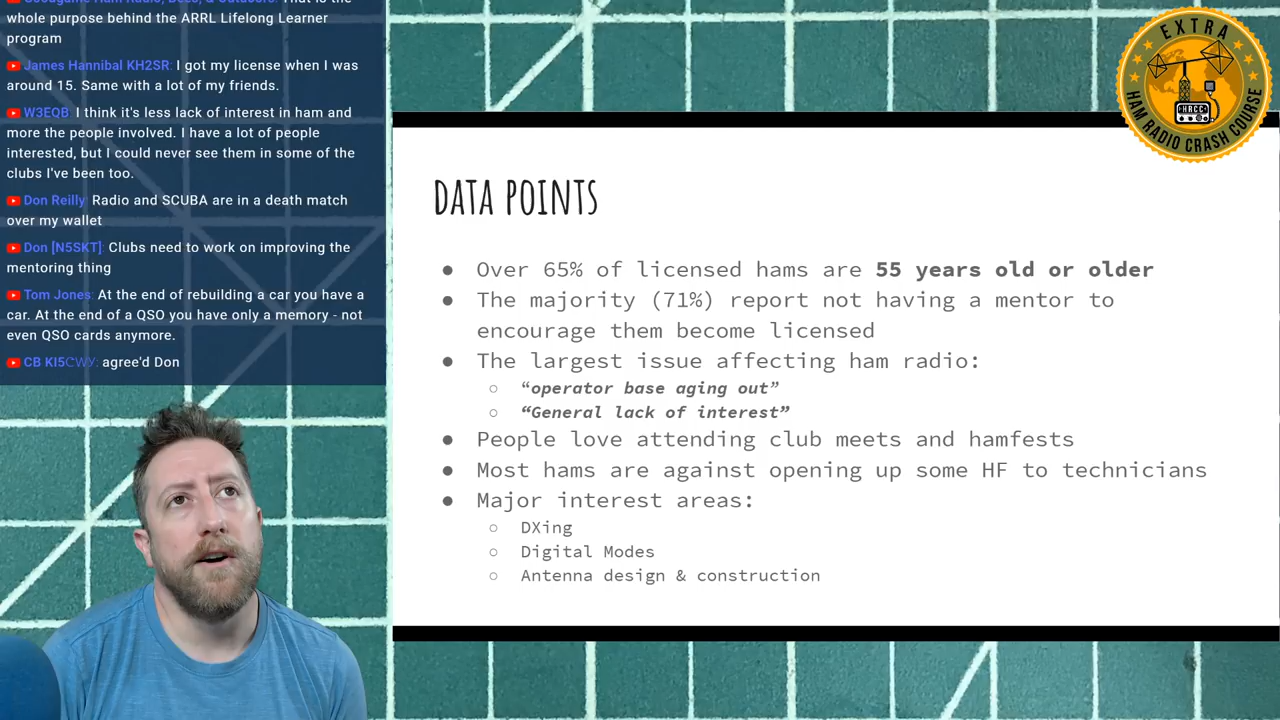 whole purpose behind the ARRL Lifelong Learner
program
James Hannibal KH2SR: I got my license when I was
around 15. Same with a lot of my friends.
W3EQB: I think it's less lack of interest in ham and
more the people involved. I have a lot of people
interested, but I could never see them in some of the
clubs I've been too.
Don Reilly: Radio and SCUBA are in a death match
over my wallet
Don [N5SKT]: Clubs need to work on improving the
mentoring thing
Tom Jones: At the end of rebuilding a car you have a
car. At the end of a QSO you have only a memory - not
even QSO cards anymore.
CB KI5CWY: agree'd Don
EXTRA
HRCC
HAM RADIO CRASH COURSE
DATA POINTS
● Over 65% of licensed hams are 55 years old or older
● The majority (71%) report not having a mentor to
encourage them become licensed
● The largest issue affecting ham radio:
○ “operator base aging out”
○ “General lack of interest”
● People love attending club meets and hamfests
● Most hams are against opening up some HF to technicians
● Major interest areas:
○ DXing
○ Digital Modes
○ Antenna design & construction